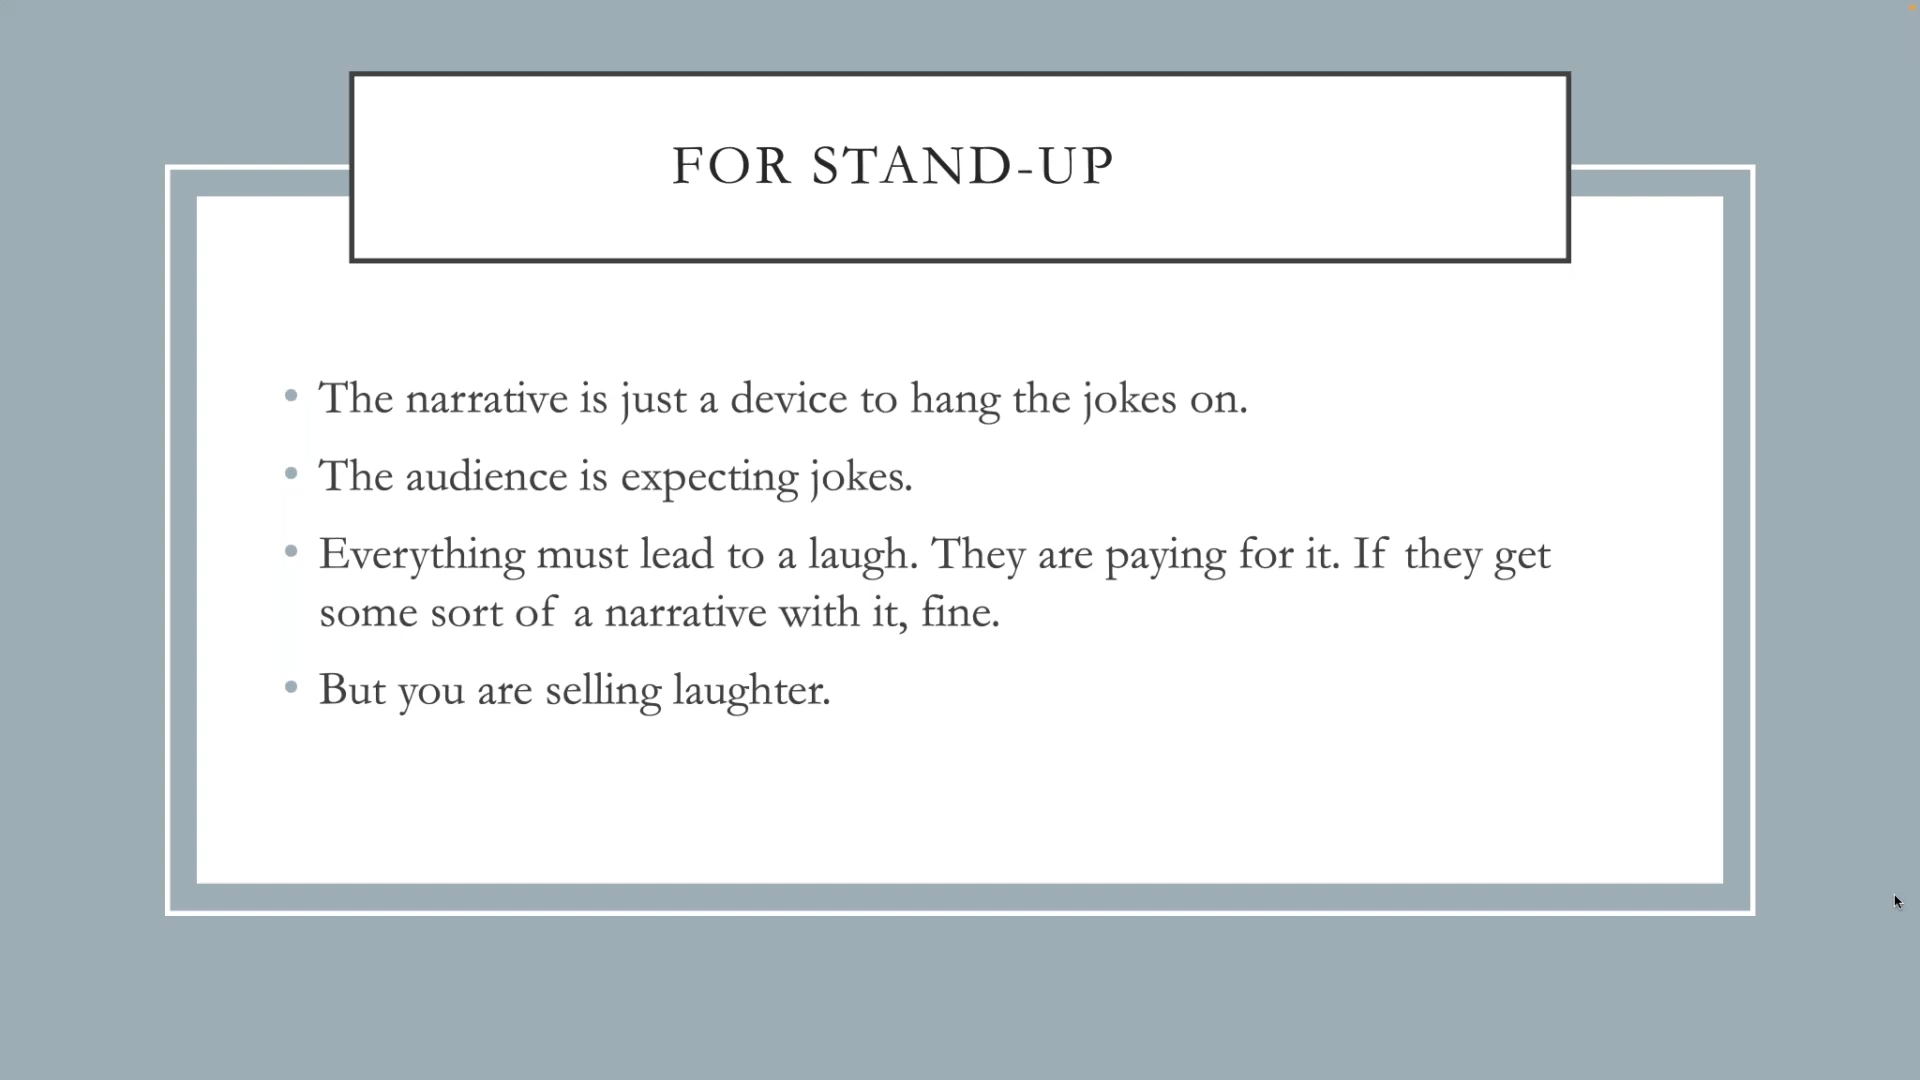 FOR STAND-UP
• The narrative is just a device to hang the jokes on.
• The audience is expecting jokes.
• Everything must lead to a laugh. They are paying for it. If they get
some sort of a narrative with it, fine.
• But you are selling laughter.